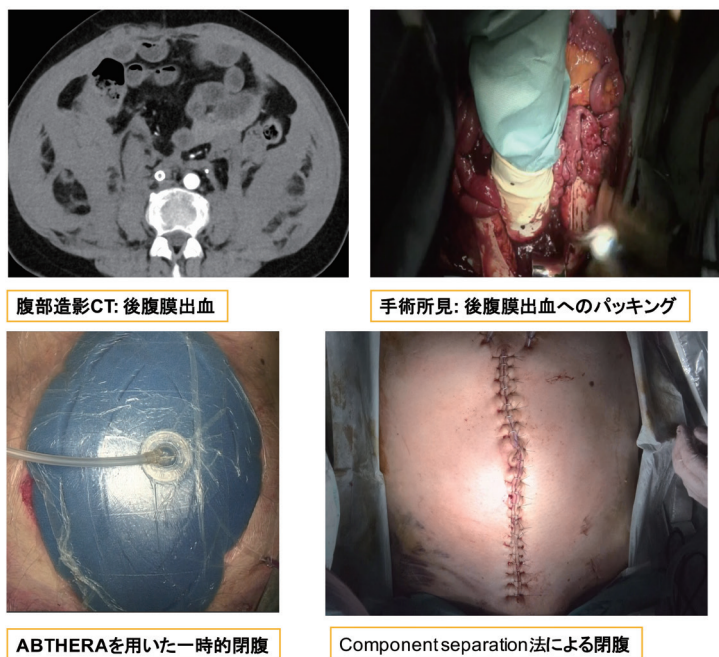 腹部造影CT: 後腹膜出血
手術所見: 後腹膜出血へのパッキング
ABTHERAを用いた一時的閉腹
Component separation法による閉腹